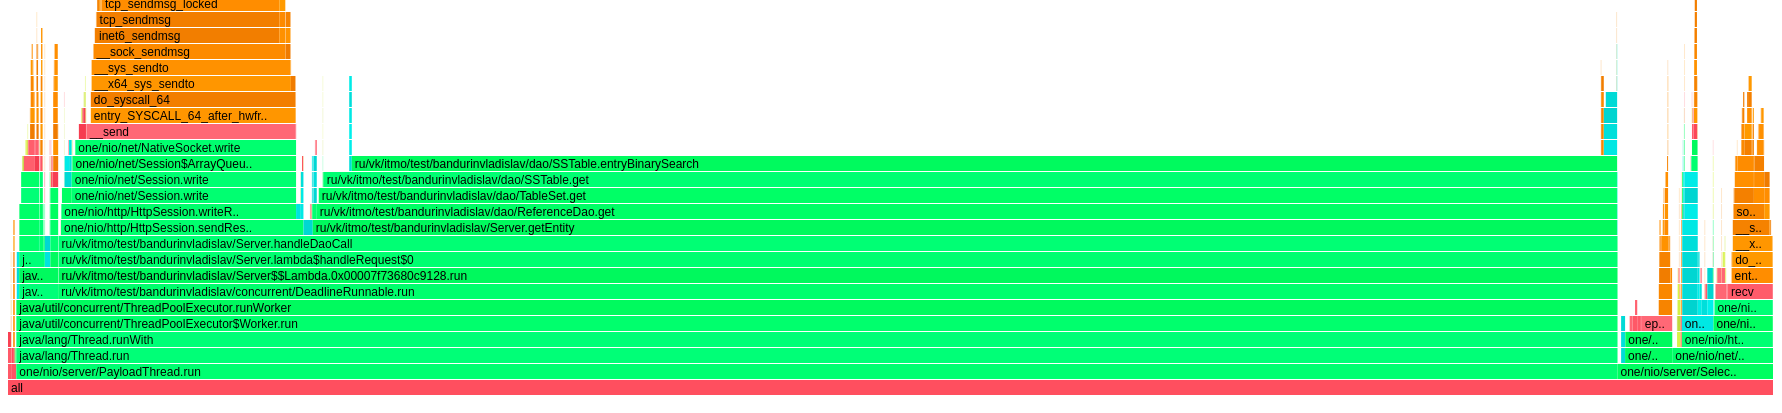 tcp_sendmsg_locked
tcp_sendmsg
inet6_sendmsg
__sock_sendmsg
__sys_sendto
__x64_sys_sendto
do_syscall_64
entry_SYSCALL_64_after_hwfr..
__send
one/nio/net/NativeSocket.write
one/nio/net/Session$ArrayQueu.. ru/vk/itmo/test/bandurinvladislav/dao/SSTable.entryBinarySearch
one/nio/net/Session.write ru/vk/itmo/test/bandurinvladislav/dao/SSTable.get
one/nio/net/Session.write ru/vk/itmo/test/bandurinvladislav/dao/TableSet.get
one/nio/http/HttpSession.writeR.. ru/vk/itmo/test/bandurinvladislav/dao/ReferenceDao.get so..
one/nio/http/HttpSession.sendRes.. ru/vk/itmo/test/bandurinvladislav/Server.getEntity __s..
ru/vk/itmo/test/bandurinvladislav/Server.handleDaoCall __x..
j.. ru/vk/itmo/test/bandurinvladislav/Server.lambda$handleRequest$0 do_..
jav.. ru/vk/itmo/test/bandurinvladislav/Server$$Lambda.0x00007f73680c9128.run ent..
jav.. ru/vk/itmo/test/bandurinvladislav/concurrent/DeadlineRunnable.run recv
java/util/concurrent/ThreadPoolExecutor.runWorker one/ni..
java/util/concurrent/ThreadPoolExecutor$Worker.run ep.. on.. one/ni..
java/lang/Thread.runWith one/.. one/nio/ht..
java/lang/Thread.run one/.. one/nio/net/..
one/nio/server/PayloadThread.run one/nio/server/Selec..
all